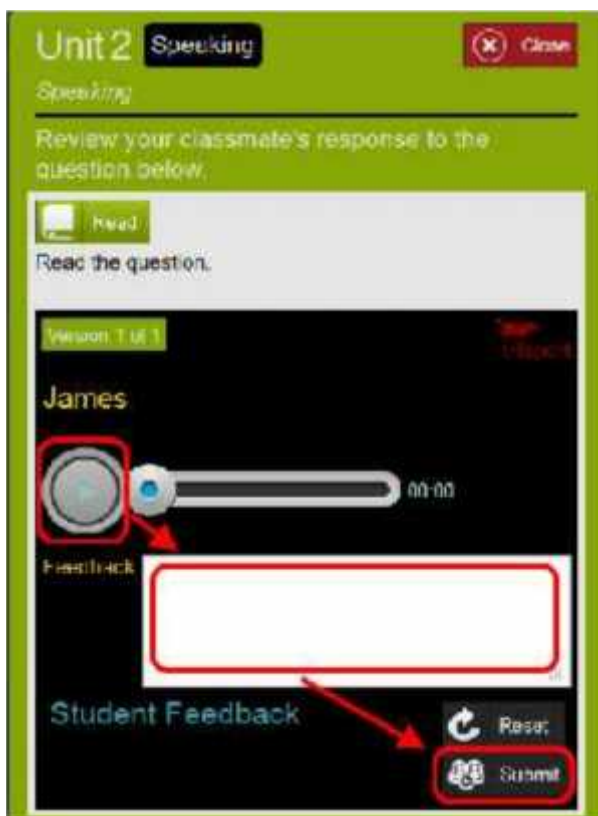 Unit 2 Speaking
Close
Speaking
Review your classmate's response to the
question below.
Read
Read the question.
Version 1 of 1
James
00:00
Feedback
Student Feedback
Reset
Submit